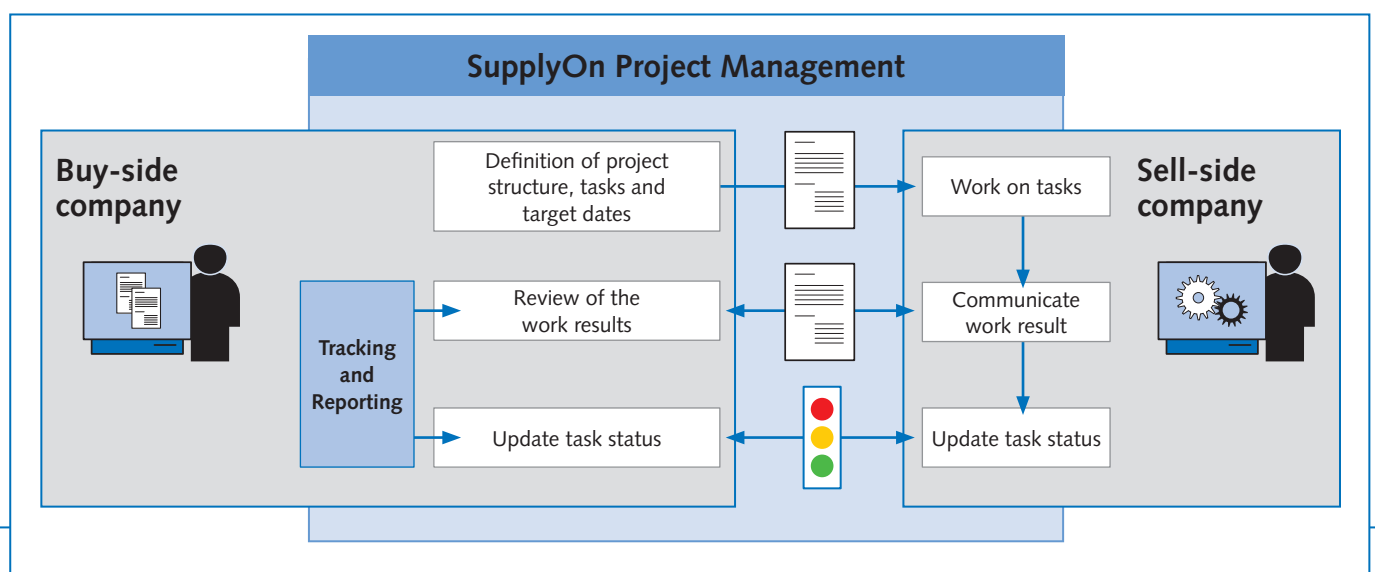 SupplyOn Project Management
Buy-side
company
Definition of project
structure, tasks and
target dates
Work on tasks
Sell-side
company
Tracking
and
Reporting
Review of the
work results
Communicate
work result
Update task status
Update task status